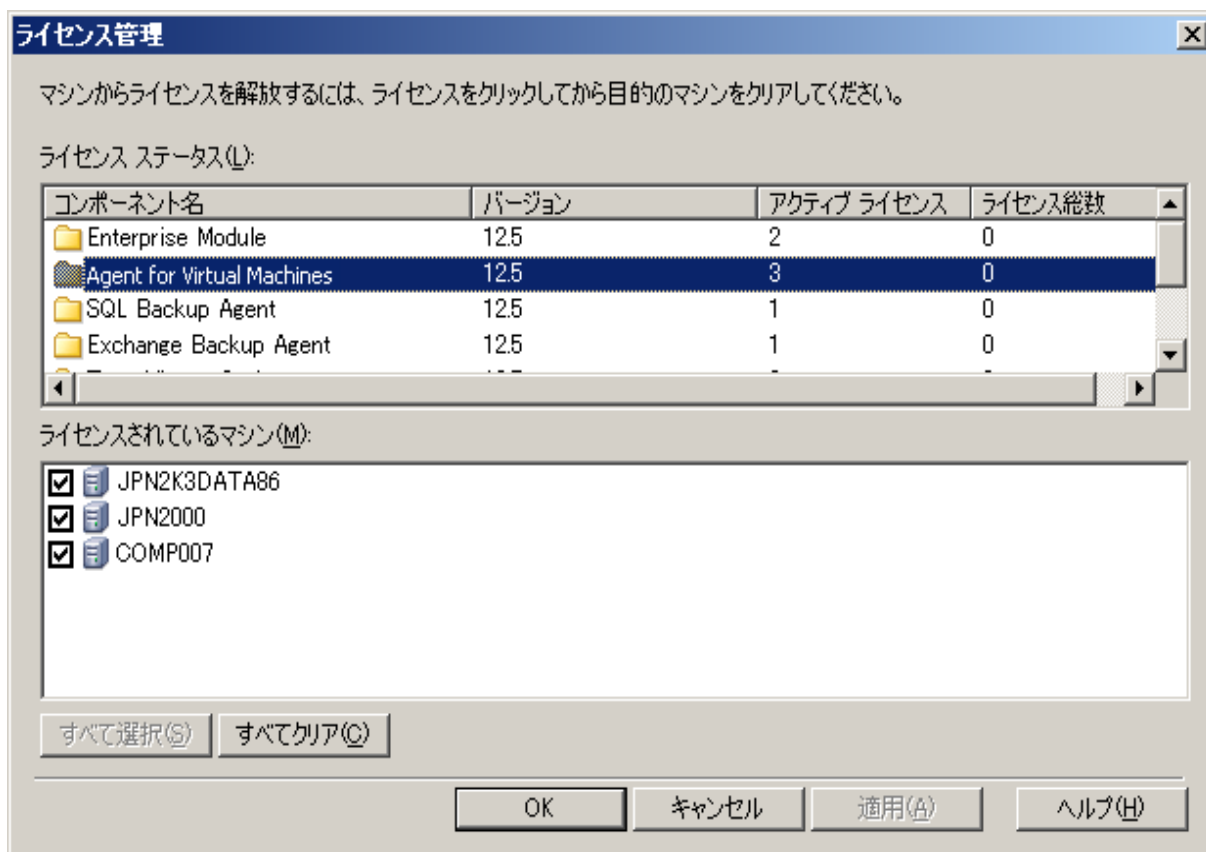 ライセンス管理
マシンからライセンスを解放するには、ライセンスをクリックしてから目的のマシンをクリアしてください。
ライセンス ステータス(L):
コンポーネント名 バージョン アクティブ ライセンス ライセンス総数
Enterprise Module 12.5 2 0
Agent for Virtual Machines 12.5 3 0
SQL Backup Agent 12.5 1 0
Exchange Backup Agent 12.5 1 0
ライセンスされているマシン(M):
JPN2K3DATA86
JPN2000
COMP007
すべて選択(S) すべてクリア(C)
OK キャンセル 適用(A) ヘルプ(H)